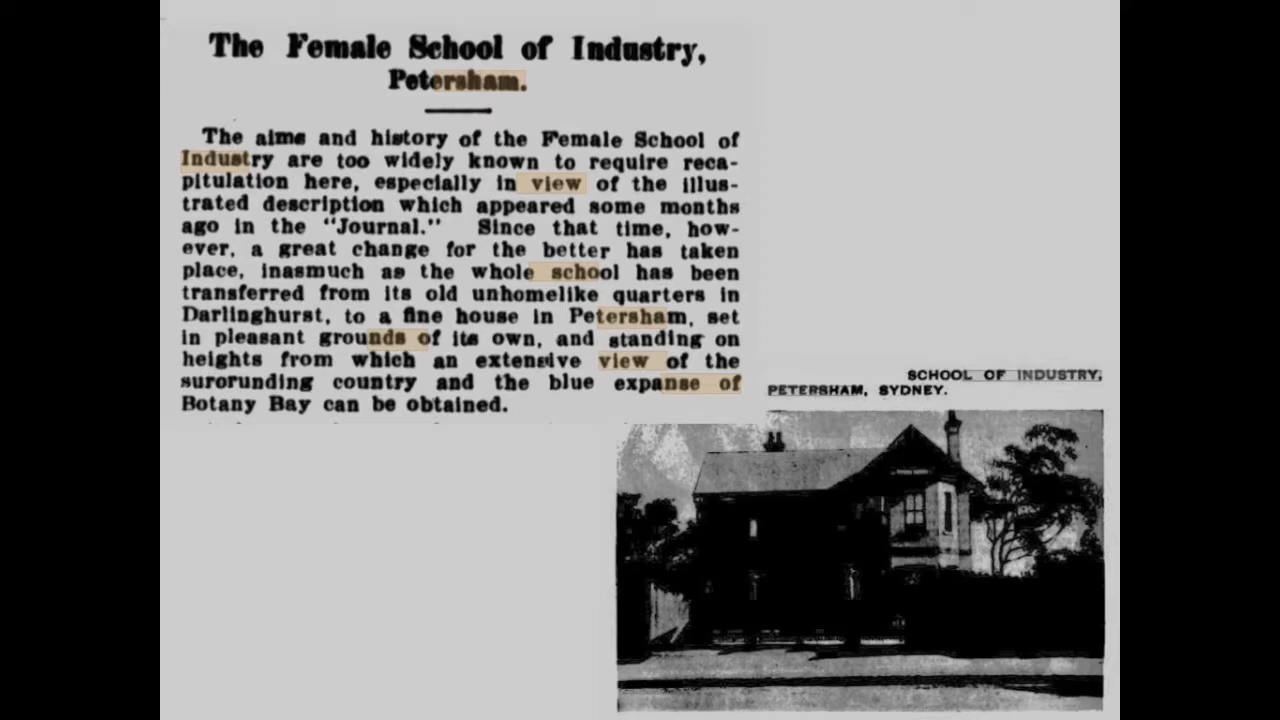 The Female School of Industry,
Petersham.
The aims and history of the Female School of
Industry are too widely known to require reca-
pitulation here, especially in view of the illus-
trated description which appeared some months
ago in the "Journal." Since that time, how-
ever, a great change for the better has taken
place, inasmuch as the whole school has been
transferred from its old unhomelike quarters in
Darlinghurst, to a fine house in Petersham, set
in pleasant grounds of its own, and standing on
heights from which an extensive view of the
surorunding country and the blue expanse of
Botany Bay can be obtained.
SCHOOL OF INDUSTRY,
PETERSHAM, SYDNEY.